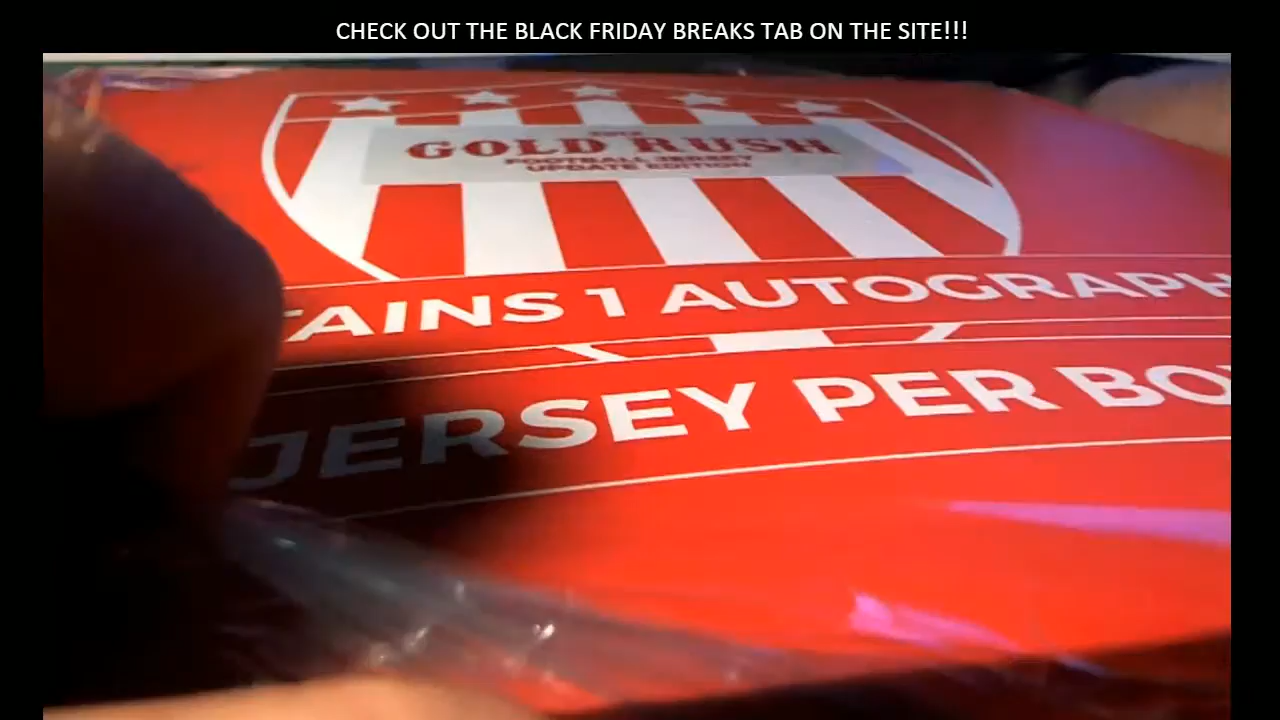 CHECK OUT THE BLACK FRIDAY BREAKS TAB ON THE SITE!!!
GOLD RUSH
FOOTBALL JERSEY
UPDATE EDITION
TAINS 1 AUTOGRAPH
JERSEY PER BO